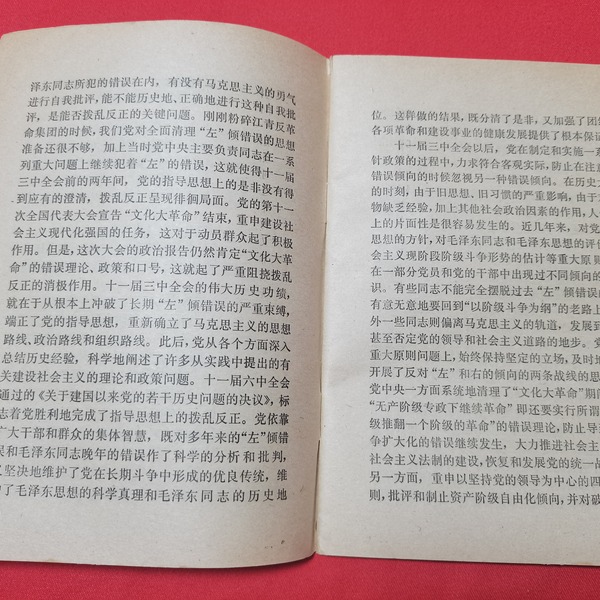 泽东同志所犯的错误在内，有没有马克思主义的勇气
进行自我批评，能不能历史地、正确地进行这种自我批
评，是能否拨乱反正的关键问题。刚刚粉碎江青反革
命集团的时候，我们党对全面清理“左”倾错误的思想
准备还很不够，加上当时党中央主要负责同志在一系
列重大问题上继续犯着“左”的错误，这就使得十一届
三中全会前的两年间，党的指导思想上的是非没有得
到应有的澄清，拨乱反正呈现徘徊局面。党的第十一
次全国代表大会宣告“文化大革命”结束，重申建设社
会主义现代化强国的任务，这对于动员群众起了积极
作用。但是，这次大会的政治报告仍然肯定“文化大革
命”的错误理论、政策和口号，这就起了严重阻挠拨乱
反正的消极作用。十一届三中全会的伟大历史功绩，
就在于从根本上冲破了长期“左”倾错误的严重束缚，
端正了党的指导思想，重新确立了马克思主义的思想
路线、政治路线和组织路线。此后，党从各个方面深入
总结历史经验，科学地阐述了许多从实践中提出的有
关建设社会主义的理论和政策问题。十一届六中全会
通过的《关于建国以来党的若干历史问题的决议》，标
志着党胜利地完成了指导思想上的拨乱反正。党依靠
广大干部和群众的集体智慧，既对多年来的“左”倾错
误和毛泽东同志晚年的错误作了科学的分析和批判，
又坚决地维护了党在长期斗争中形成的优良传统，维
了毛泽东思想的科学真理和毛泽东同志的历史地
位。这样做的结果，既分清了是非，又加强了团结
各项革命和建设事业的健康发展提供了根本保证
十一届三中全会以后，党在制定和实施一系
针政策的过程中，力求符合客观实际，防止在注意
错误倾向的时候忽视另一种错误倾向。在历史大
的时刻，由于旧思想、旧习惯的严重影响，由于对
物缺乏经验，加上其他社会政治因素的作用，人
上的片面性是很容易发生的。近几年来，对党
思想的方针，对毛泽东同志和毛泽东思想的评价
会主义现阶段阶级斗争形势的估计等重大原则
在一部分党员和党的干部中出现过不同倾向的
识。有些同志不能完全摆脱过去“左”倾错误的
有意无意地要回到“以阶级斗争为纲”的老路上
外一些同志则偏离马克思主义的轨道，发展到
甚至否定党的领导和社会主义道路的地步。党
重大原则问题上，始终保持坚定的立场，及时地
开展了反对“左”和右的倾向的两条战线的思
党中央一方面系统地清理了“文化大革命”期间
“无产阶级专政下继续革命”即还要实行所谓
级推翻一个阶级的革命”的错误理论，防止导
争扩大化的错误继续发生，大力推进社会主
社会主义法制的建设，恢复和发展党的统一战
另一方面，重申以坚持党的领导为中心的四
则，批评和制止资产阶级自由化倾向，并对破